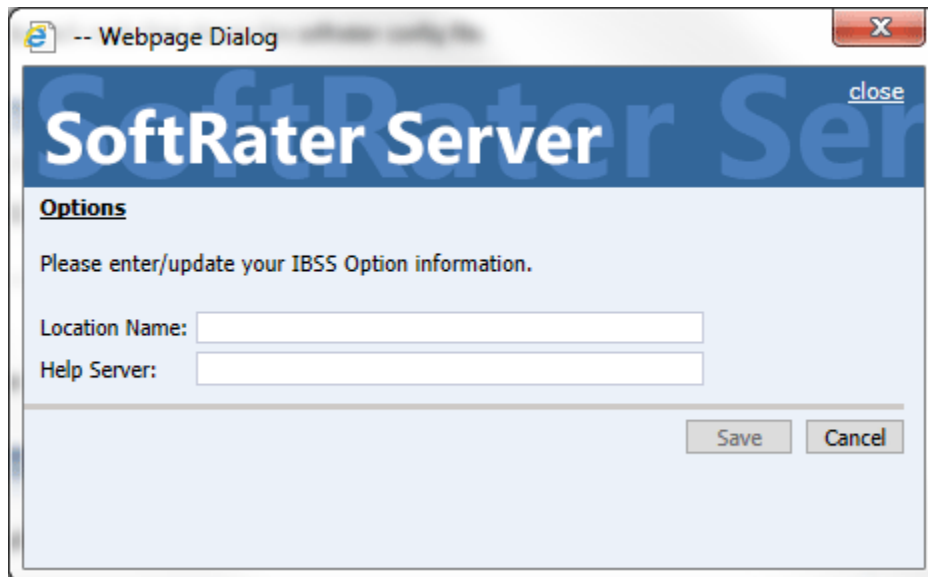 -- Webpage Dialog
close
SoftRater Server
Options
Please enter/update your IBSS Option information.
Location Name:
Help Server:
Save
Cancel